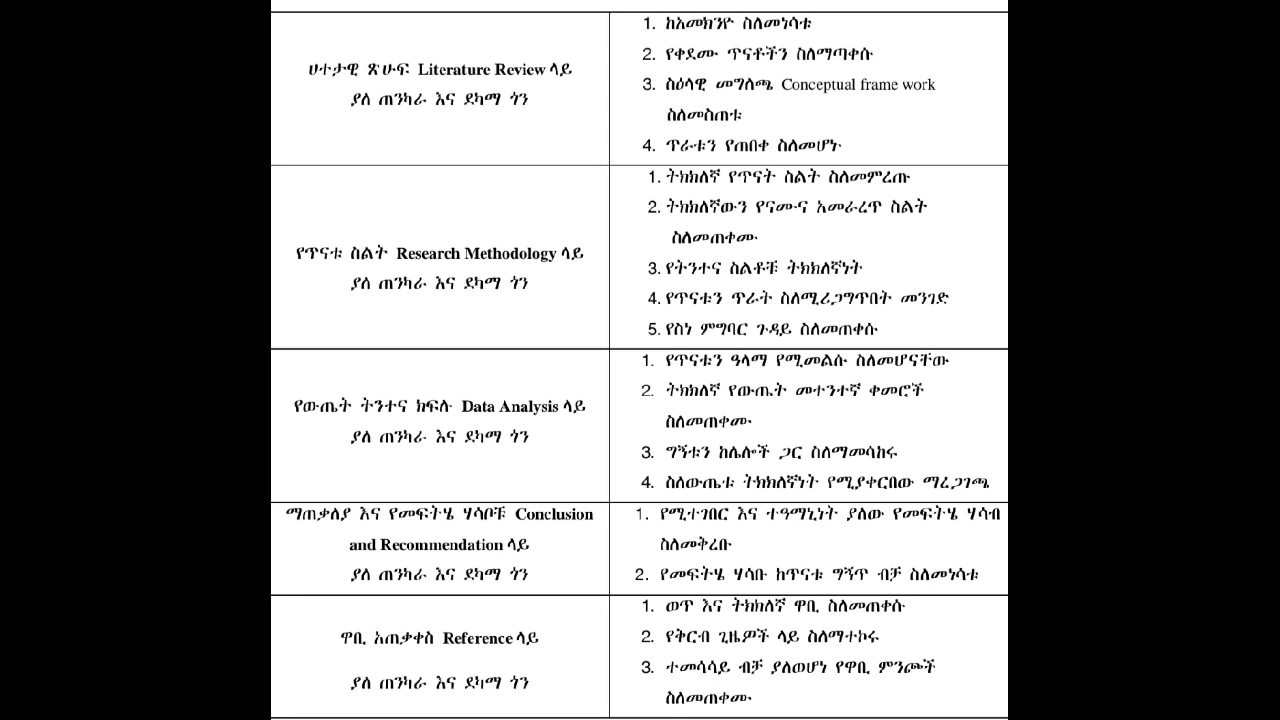 ሀተታዊ ጽሁፍ Literature Review ላይ
ያለ ጠንካራ እና ደካማ ጎን
1. ከአመክንዮ ስለመነሳቱ
2. የቀደሙ ጥናቶችን ስለማጣቀሱ
3. ስዕላዊ መግለጫ Conceptual frame work
ስለመስጠቱ
4. ጥራቱን የጠበቀ ስለመሆኑ
የጥናቱ ስልት Research Methodology ላይ
ያለ ጠንካራ እና ደካማ ጎን
1. ትክክለኛ የጥናት ስልት ስለመምረጡ
2. ትክክለኛውን የናሙና አመራረጥ ስልት
ስለመጠቀሙ
3. የትንተና ስልቶቹ ትክክለኛነት
4. የጥናቱን ጥራት ስለሚረጋግጥበት መንገድ
5. የስነ ምግባር ጉዳይ ስለመጠቀሱ
የውጤት ትንተና ክፍሉ Data Analysis ላይ
ያለ ጠንካራ እና ደካማ ጎን
1. የጥናቱን ዓላማ የሚመልሱ ስለመሆናቸው
2. ትክክለኛ የውጤት መተንተኛ ቀመሮች
ስለመጠቀሙ
3. ግኝቱን ከሌሎች ጋር ስለማመሳከሩ
4. ስለውጤቱ ትክክለኛነት የሚያቀርበው ማረጋገጫ
ማጠቃለያ እና የመፍትሄ ሃሳቦቹ Conclusion
and Recommendation ላይ
ያለ ጠንካራ እና ደካማ ጎን
1. የሚተገበር እና ተዓማኒነት ያለው የመፍትሄ ሃሳብ
ስለመቅረቡ
2. የመፍትሄ ሃሳቡ ከጥናቱ ግኝጥ ብቻ ስለመነሳቱ
ዋቢ አጠቃቀስ Reference ላይ
ያለ ጠንካራ እና ደካማ ጎን
1. ወጥ እና ትክክለኛ ዋቢ ስለመጠቀሱ
2. የቅርብ ጊዜዎች ላይ ስለማተኮሩ
3. ተመሳሳይ ብቻ ያለወሆነ የዋቢ ምንጮች
ስለመጠቀሙ